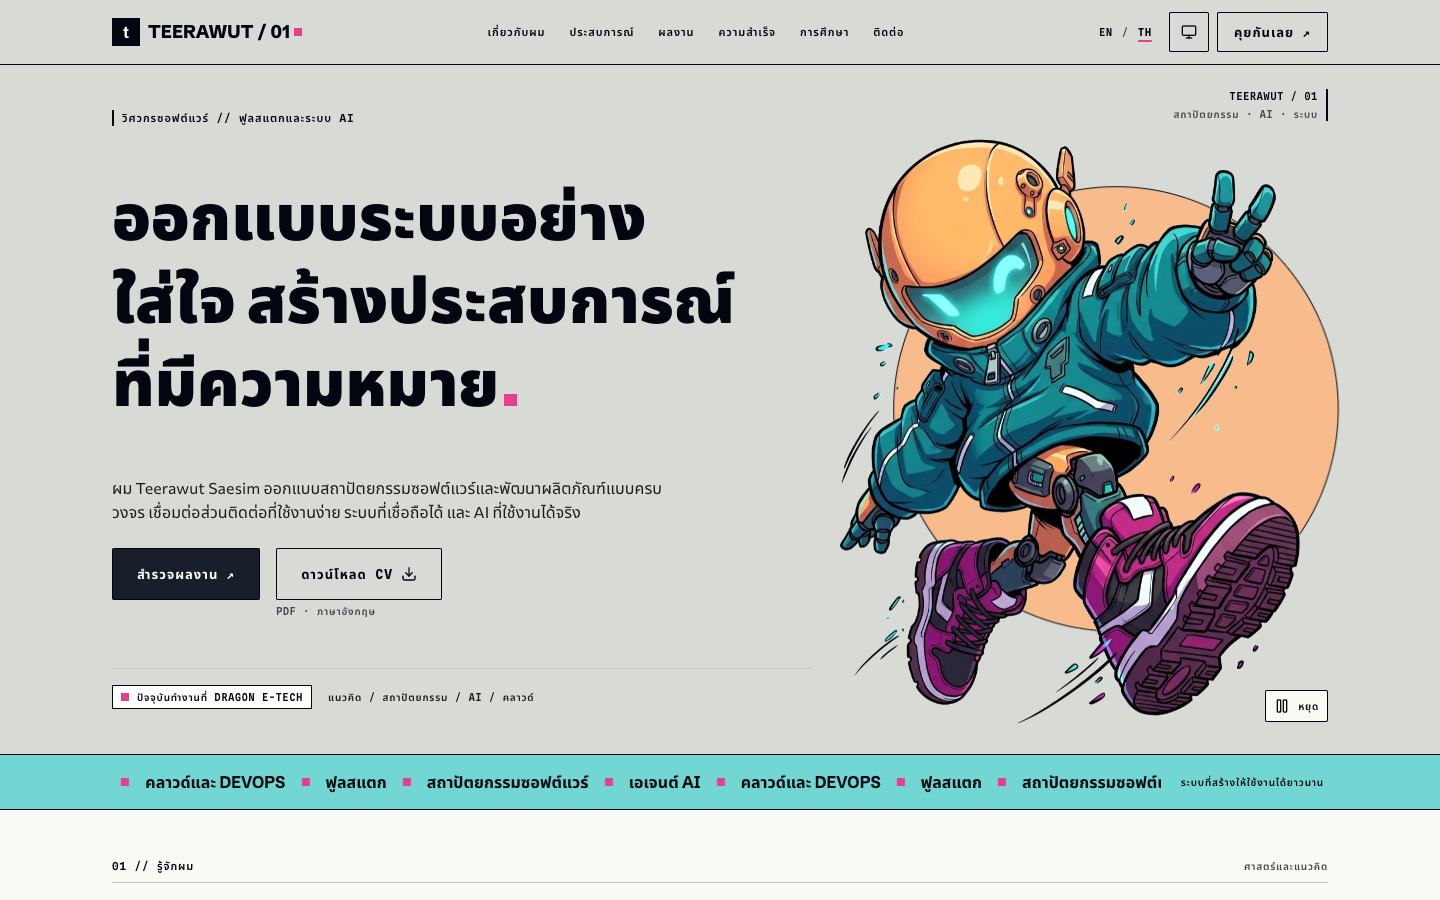 t TEERAWUT / 01
เกี่ยวกับผม ประสบการณ์ ผลงาน ความสำเร็จ การศึกษา ติดต่อ
EN / TH
คุยกันเลย ↗
วิศวกรซอฟต์แวร์ // ฟูลสแตกและระบบ AI
TEERAWUT / 01
สถาปัตยกรรม · AI · ระบบ
ออกแบบระบบอย่าง
ใส่ใจ สร้างประสบการณ์
ที่มีความหมาย
ผม Teerawut Saesim ออกแบบสถาปัตยกรรมซอฟต์แวร์และพัฒนาผลิตภัณฑ์แบบครบ
วงจร เชื่อมต่อส่วนติดต่อที่ใช้งานง่าย ระบบที่เชื่อถือได้ และ AI ที่ใช้งานได้จริง
สำรวจผลงาน ↗
ดาวน์โหลด CV
PDF · ภาษาอังกฤษ
ปัจจุบันทำงานที่ DRAGON E-TECH
แนวคิด / สถาปัตยกรรม / AI / คลาวด์
หยุด
คลาวด์และ DEVOPS ฟูลสแตก สถาปัตยกรรมซอฟต์แวร์ เอเจนต์ AI คลาวด์และ DEVOPS ฟูลสแตก สถาปัตยกรรมซอฟต์แ
ระบบที่สร้างให้ใช้งานได้ยาวนาน
01 // รู้จักผม
ศาสตร์และแนวคิด